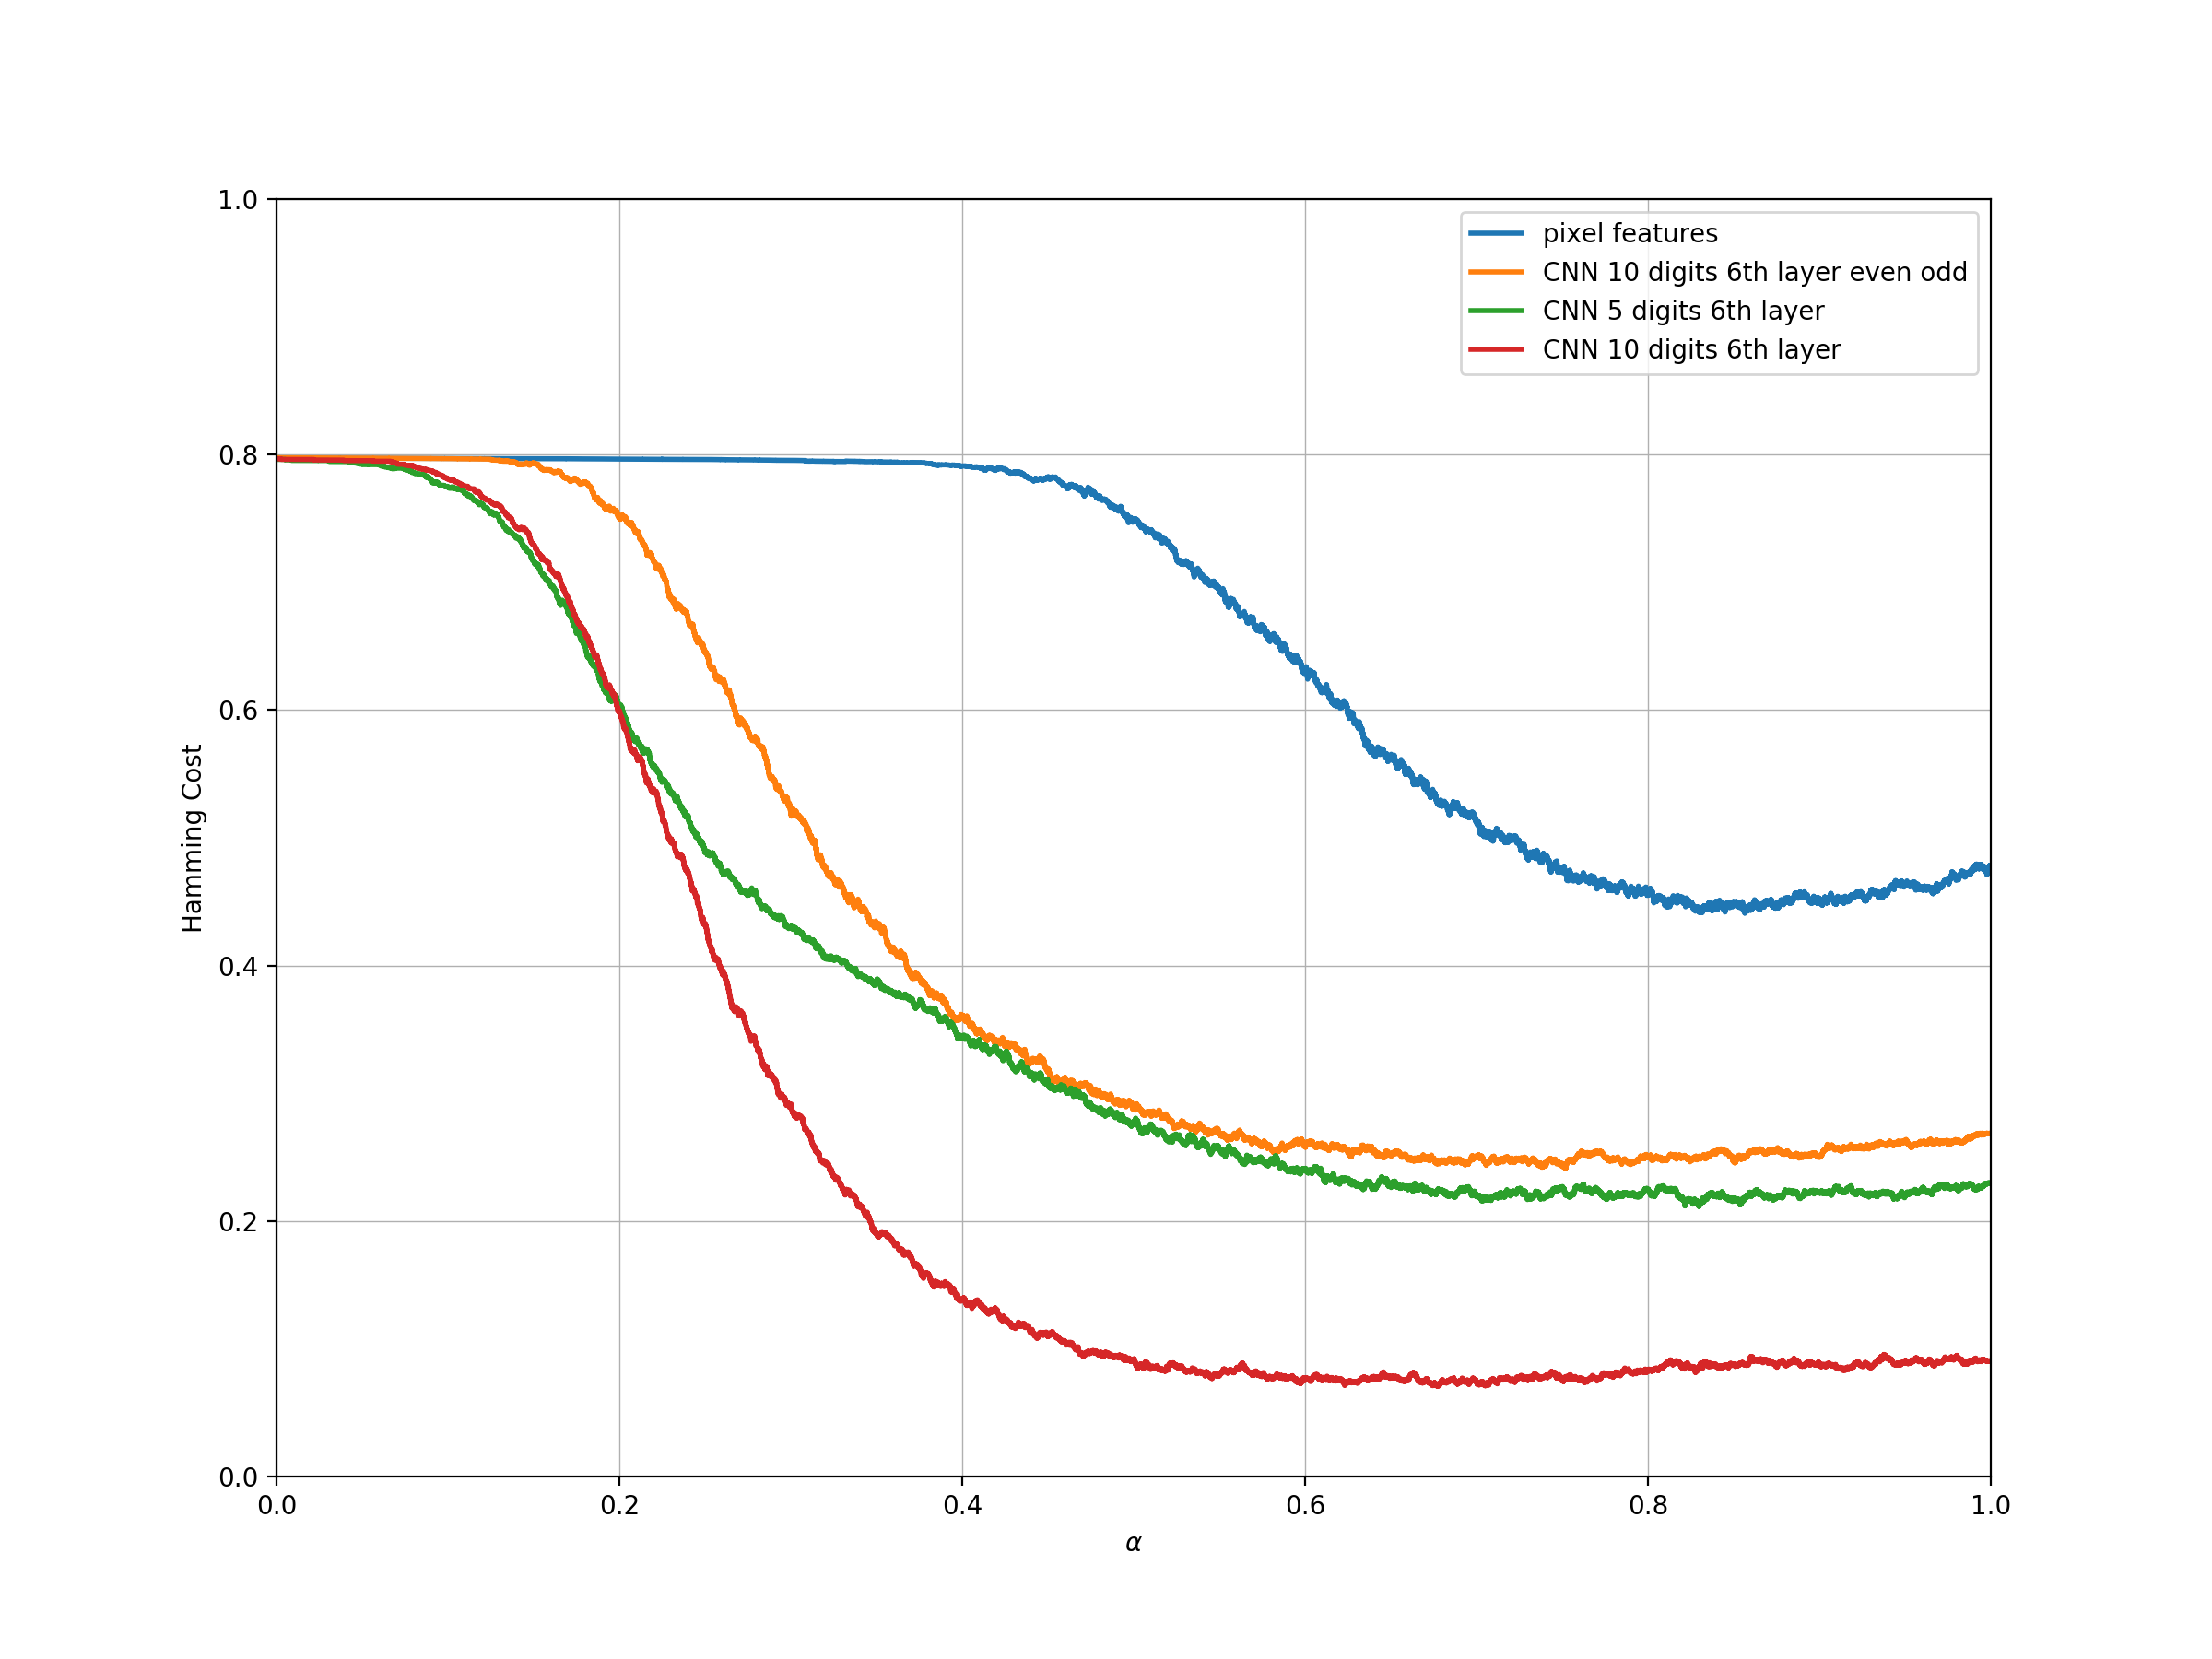 pixel features
CNN 10 digits 6th layer even odd
CNN 5 digits 6th layer
CNN 10 digits 6th layer
1.0
0.8
0.6
0.4
0.2
0.0
Hamming Cost
0.0 0.2 0.4 0.6 0.8 1.0
α